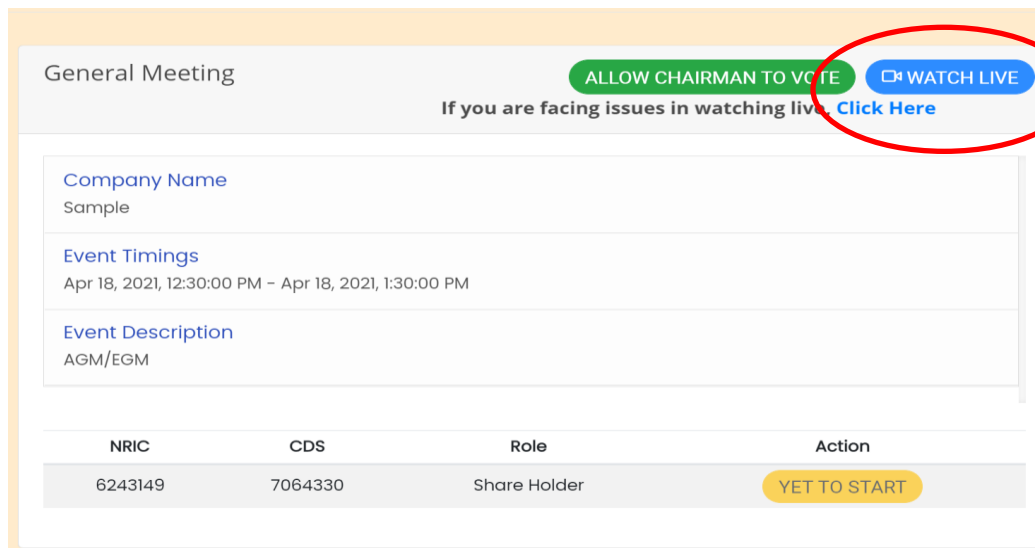 General Meeting
ALLOW CHAIRMAN TO VOTE WATCH LIVE
If you are facing issues in watching live, Click Here
Company Name
Sample
Event Timings
Apr 18, 2021, 12:30:00 PM - Apr 18, 2021, 1:30:00 PM
Event Description
AGM/EGM
NRIC CDS Role Action
6243149 7064330 Share Holder YET TO START